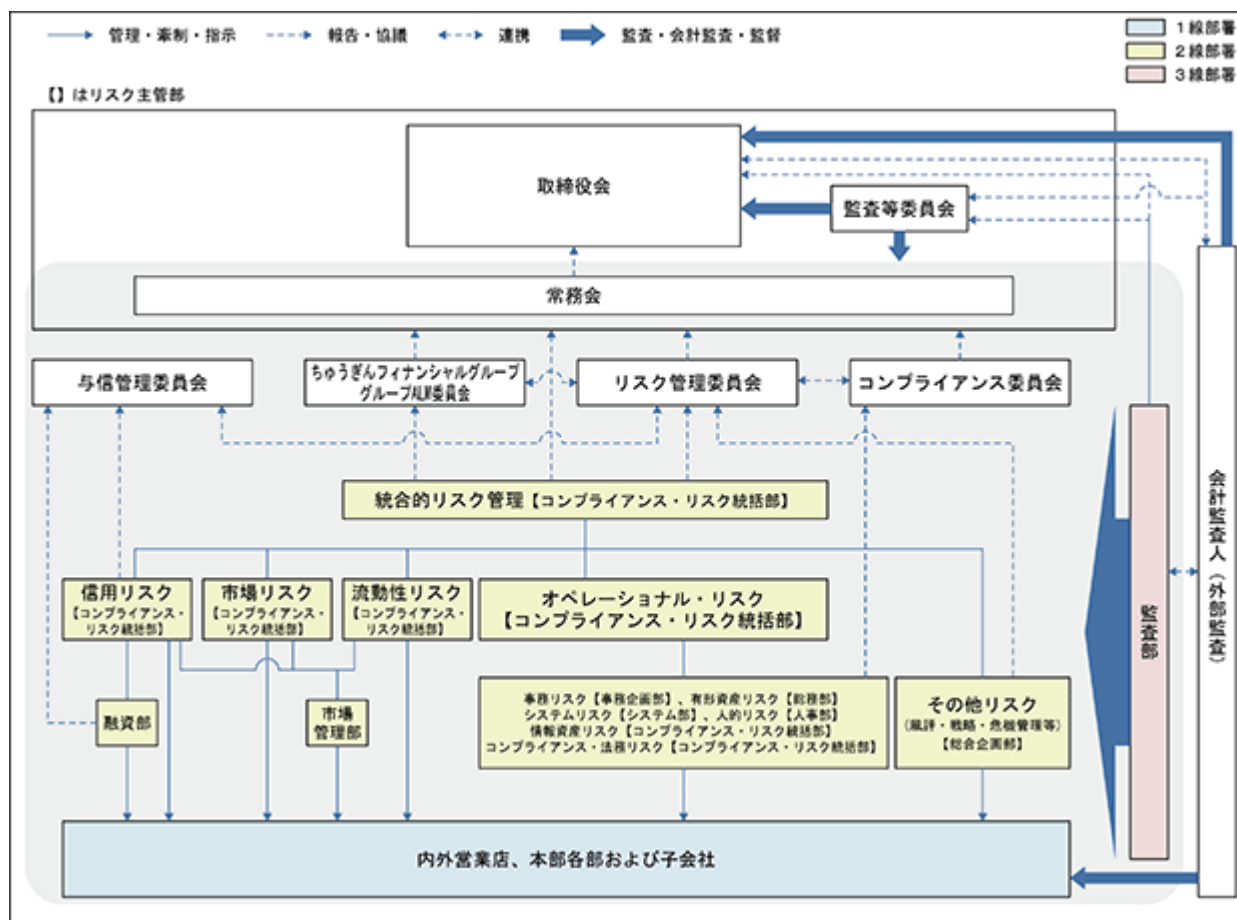 管理・牽制・指示
報告・協議
連携
監査・会計監査・監督
1線部署
2線部署
3線部署
【】はリスク主管部
取締役会
監査等委員会
常務会
与信管理委員会
ちゅうぎんフィナンシャルグループ
グループALM委員会
リスク管理委員会
コンプライアンス委員会
統合的リスク管理【コンプライアンス・リスク統括部】
信用リスク
【コンプライアンス・
リスク統括部】
市場リスク
【コンプライアンス・
リスク統括部】
流動性リスク
【コンプライアンス・
リスク統括部】
オペレーショナル・リスク
【コンプライアンス・リスク統括部】
融資部
市場
管理部
事務リスク【事務企画部】、有形資産リスク【総務部】
システムリスク【システム部】、人的リスク【人事部】
情報資産リスク【コンプライアンス・リスク統括部】
コンプライアンス・法務リスク【コンプライアンス・リスク統括部】
その他リスク
(風評・戦略・危機管理等)
【総合企画部】
監査部
会計監査人(外部監査)
内外営業店、本部各部および子会社